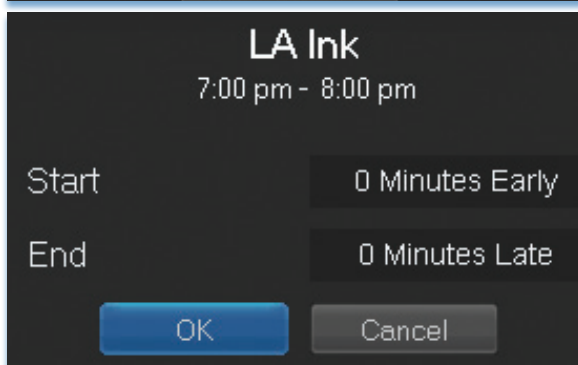 LA Ink
7:00 pm - 8:00 pm
Start 0 Minutes Early
End 0 Minutes Late
OK Cancel